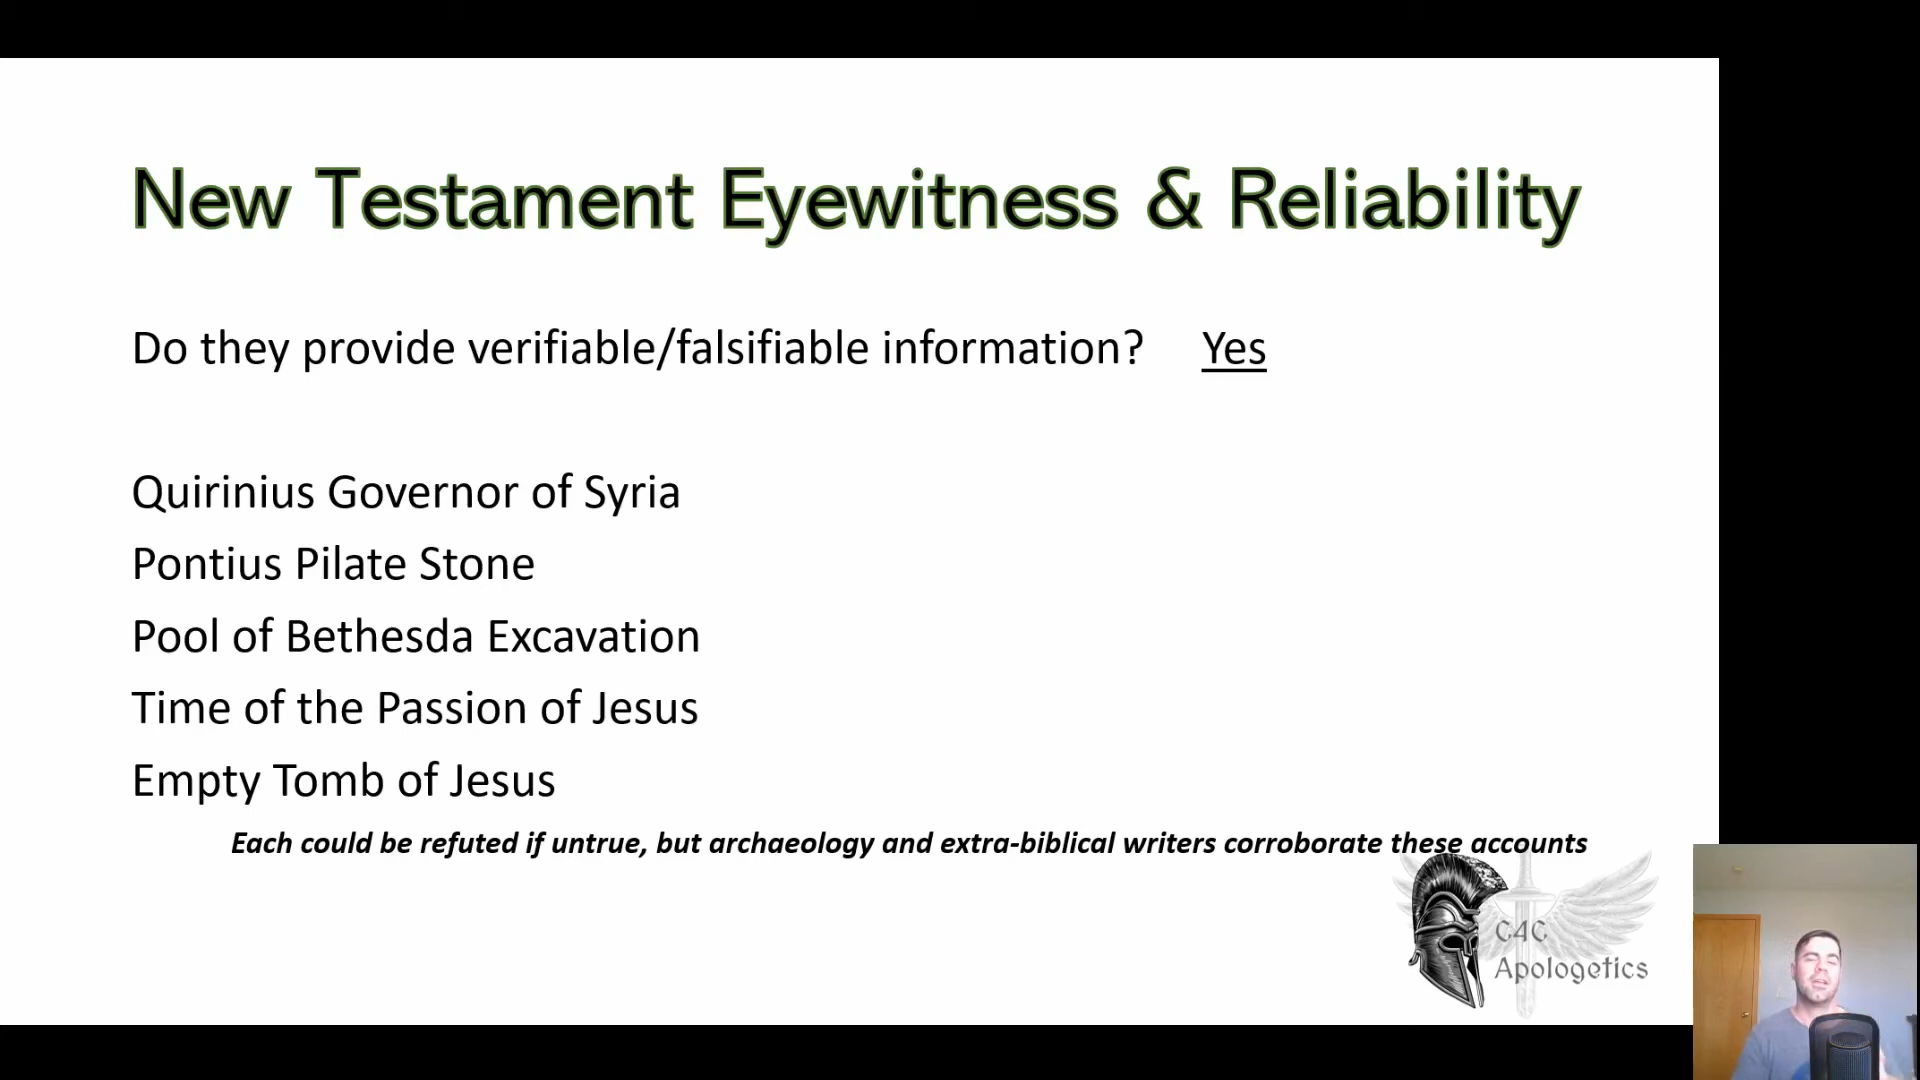 New Testament Eyewitness & Reliability
Do they provide verifiable/falsifiable information? Yes
Quirinius Governor of Syria
Pontius Pilate Stone
Pool of Bethesda Excavation
Time of the Passion of Jesus
Empty Tomb of Jesus
Each could be refuted if untrue, but archaeology and extra-biblical writers corroborate these accounts
C4C
Apologetics